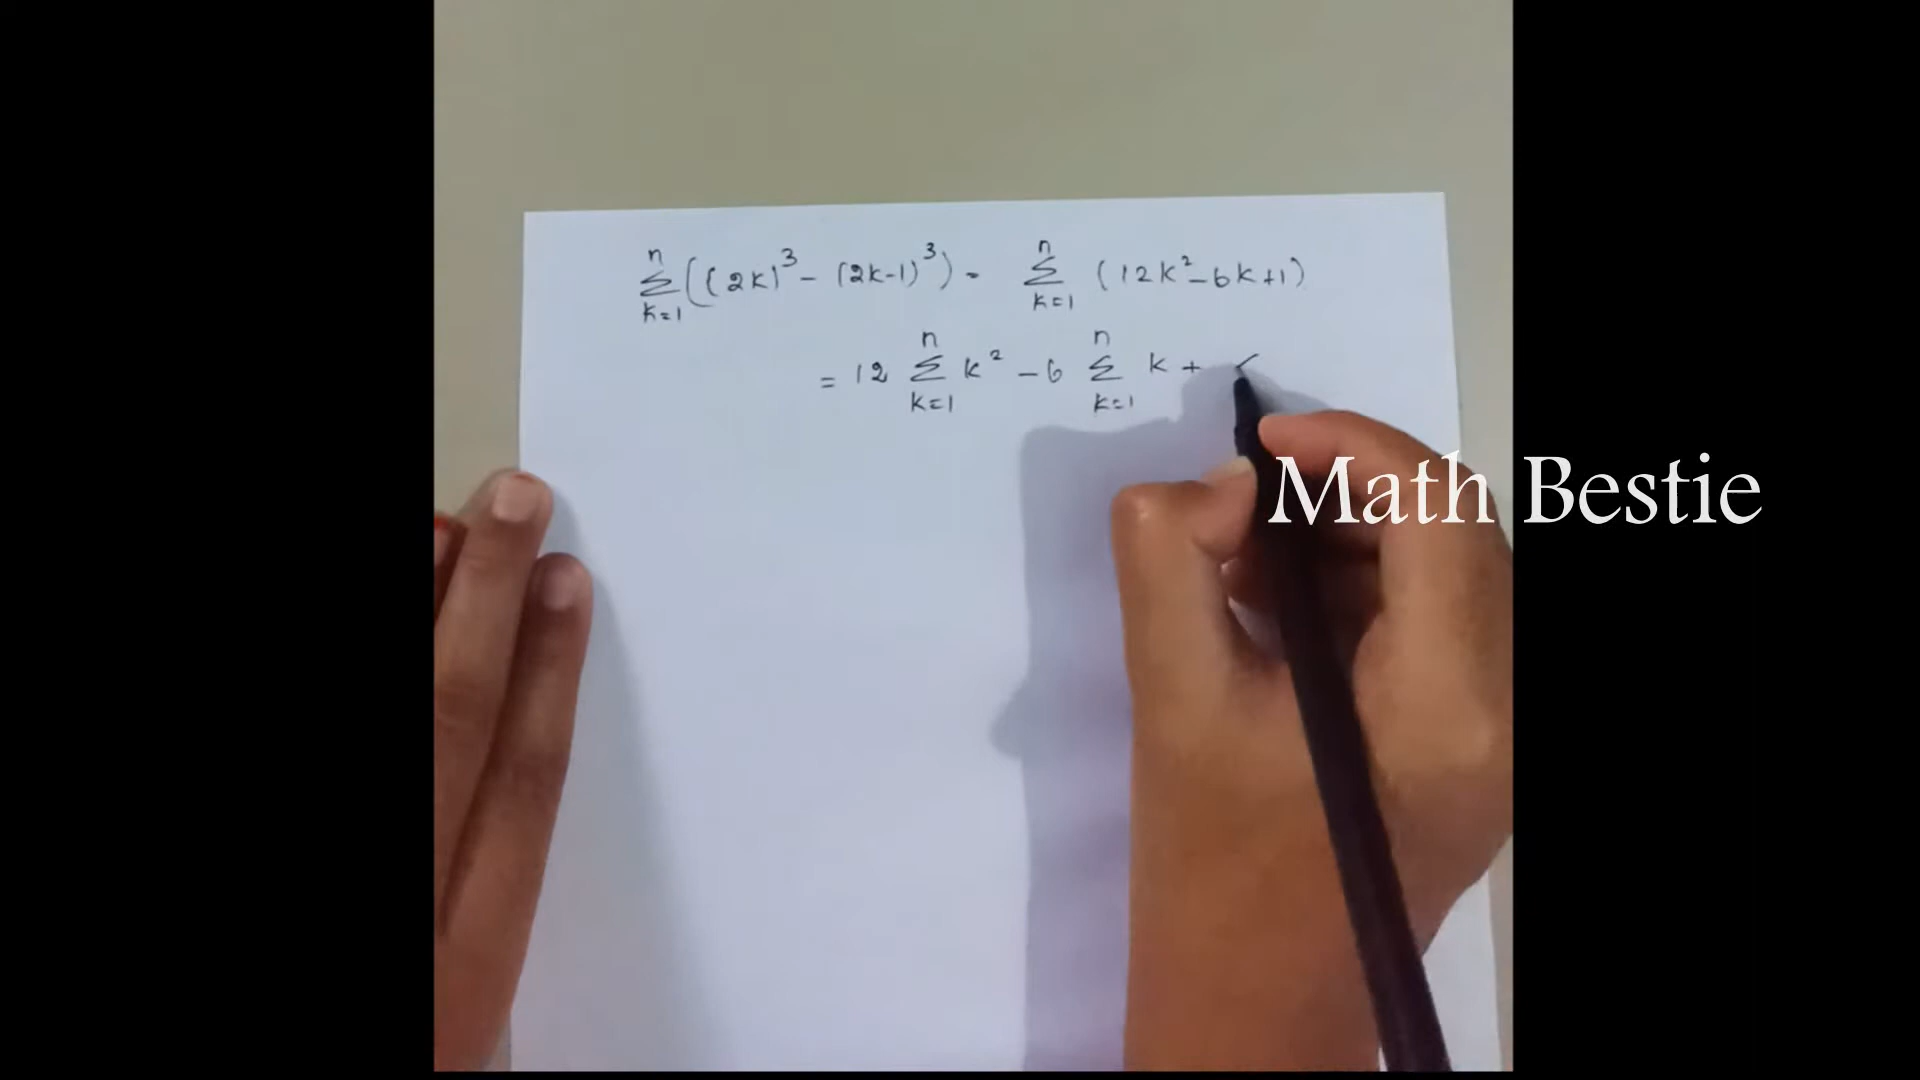 n n
Σ((2k)³ - (2k-1)³) = Σ (12k²-6k+1)
k=1 k=1
n n
= 12 Σ k² - 6 Σ k +
k=1 k=1
Math Bestie